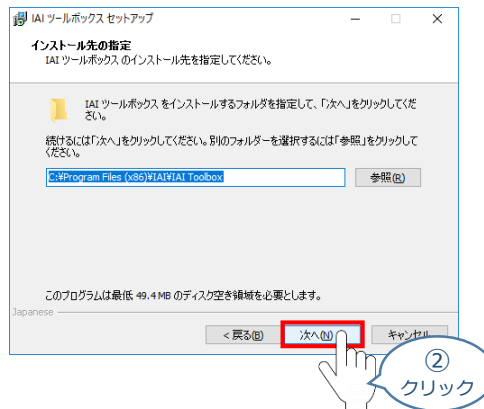 IAI ツールボックス セットアップ
インストール先の指定
IAI ツールボックス のインストール先を指定してください。
IAI ツールボックス をインストールするフォルダを指定して、「次へ」をクリックしてくだ
さい。
続けるには「次へ」をクリックしてください。別のフォルダーを選択するには「参照」をクリックして
ください。
C:¥Program Files (x86)¥IAI¥IAI Toolbox
参照(R)
このプログラムは最低 49.4 MB のディスク空き領域を必要とします。
Japanese
< 戻る(B)
次へ(N)
キャンセル
②
クリック